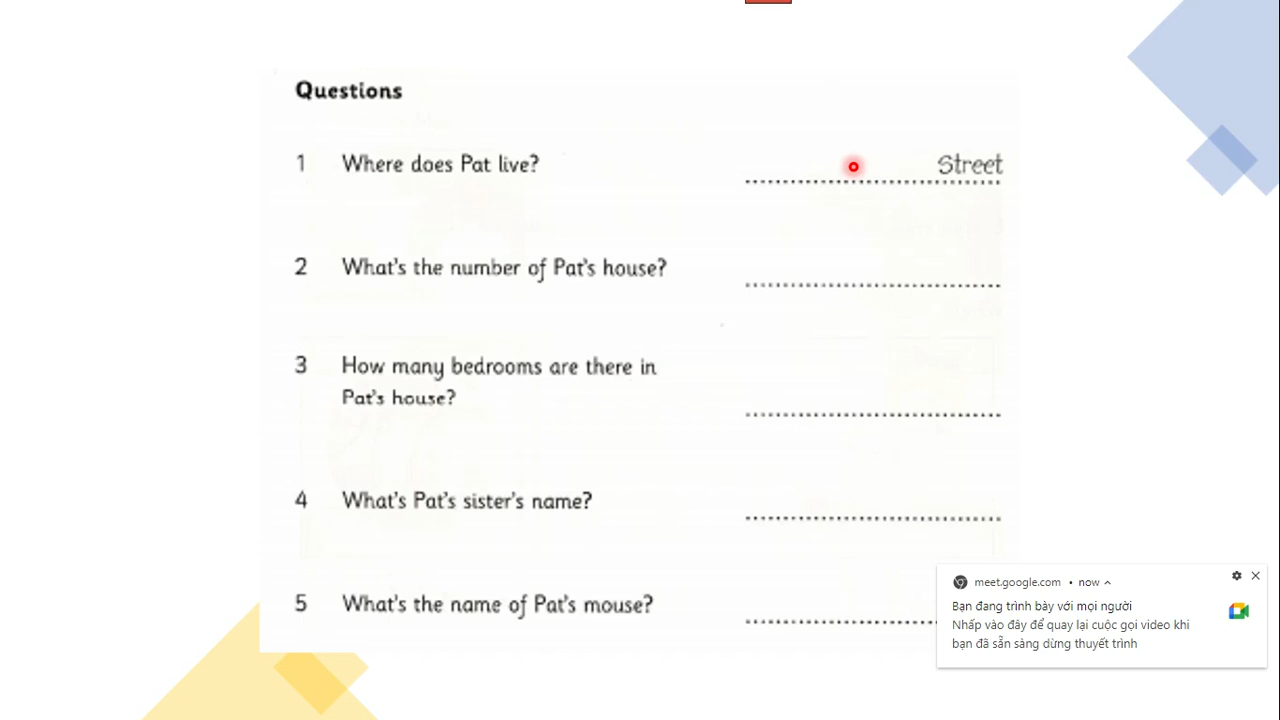 Questions
1 Where does Pat live? Street
2 What's the number of Pat's house?
3 How many bedrooms are there in
Pat's house?
4 What's Pat's sister's name?
5 What's the name of Pat's mouse?
meet.google.com • now
Bạn đang trình bày với mọi người
Nhấp vào đây để quay lại cuộc gọi video khi
bạn đã sẵn sàng dừng thuyết trình